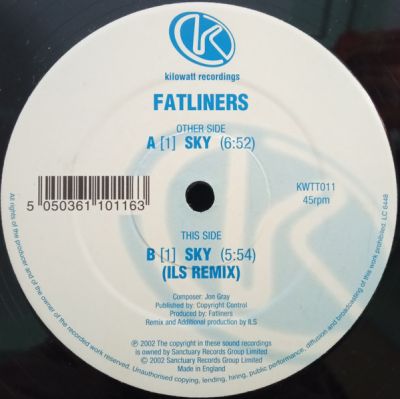 K
kilowatt recordings
FATLINERS
OTHER SIDE
A [1] SKY (6:52)
KWTT011
45rpm
5 050361 101163
THIS SIDE
B [1] SKY (5:54)
(ILS REMIX)
Composer: Jon Gray
Published by: Copyright Control
Produced by: Fatliners
Remix and Additional production by ILS
℗ 2002 The copyright in these sound recordings
is owned by Sanctuary Records Group Limited
© 2002 Sanctuary Records Group Limited
Made in England
All rights of the producer and of the owner of the recorded work reserved. Unauthorised copying, lending, hiring, public performance, diffusion and broadcasting of this work prohibited. LC 6448